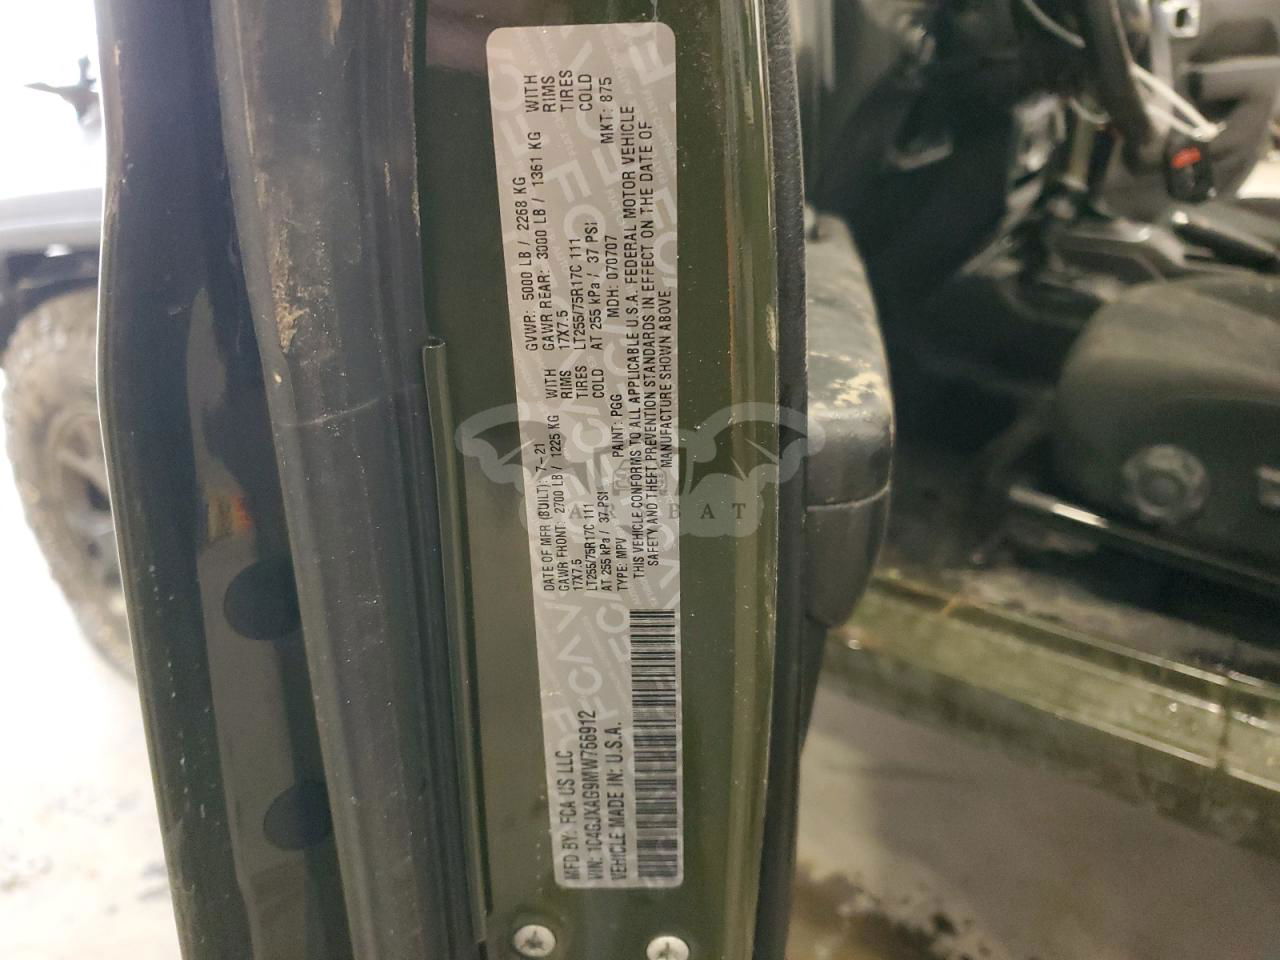 MFD BY: FCA US LLC
DATE OF MFR (BUILT): 7-21
GVWR: 5000 LB / 2268 KG
GAWR FRONT: 2700 LB / 1225 KG WITH
17X7.5 RIMS
LT255/75R17C 111 TIRES
AT 255 kPa / 37 PSI COLD
GAWR REAR: 3000 LB / 1361 KG WITH
17X7.5 RIMS
LT255/75R17C 111 TIRES
AT 255 kPa / 37 PSI COLD
VIN: 1C4GJXAG9MW766912
TYPE: MPV PAINT: PGG MDH: 070707 MKT: 875
VEHICLE MADE IN: U.S.A.
THIS VEHICLE CONFORMS TO ALL APPLICABLE U.S.A. FEDERAL MOTOR VEHICLE
SAFETY AND THEFT PREVENTION STANDARDS IN EFFECT ON THE DATE OF
MANUFACTURE SHOWN ABOVE